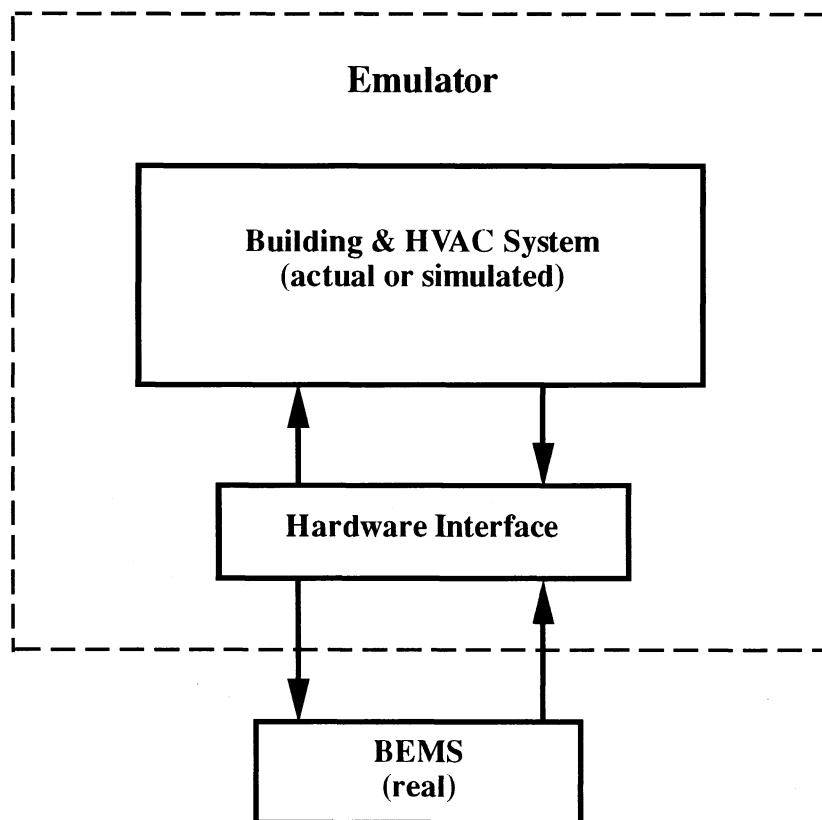 Emulator
Building & HVAC System
(actual or simulated)
Hardware Interface
BEMS
(real)